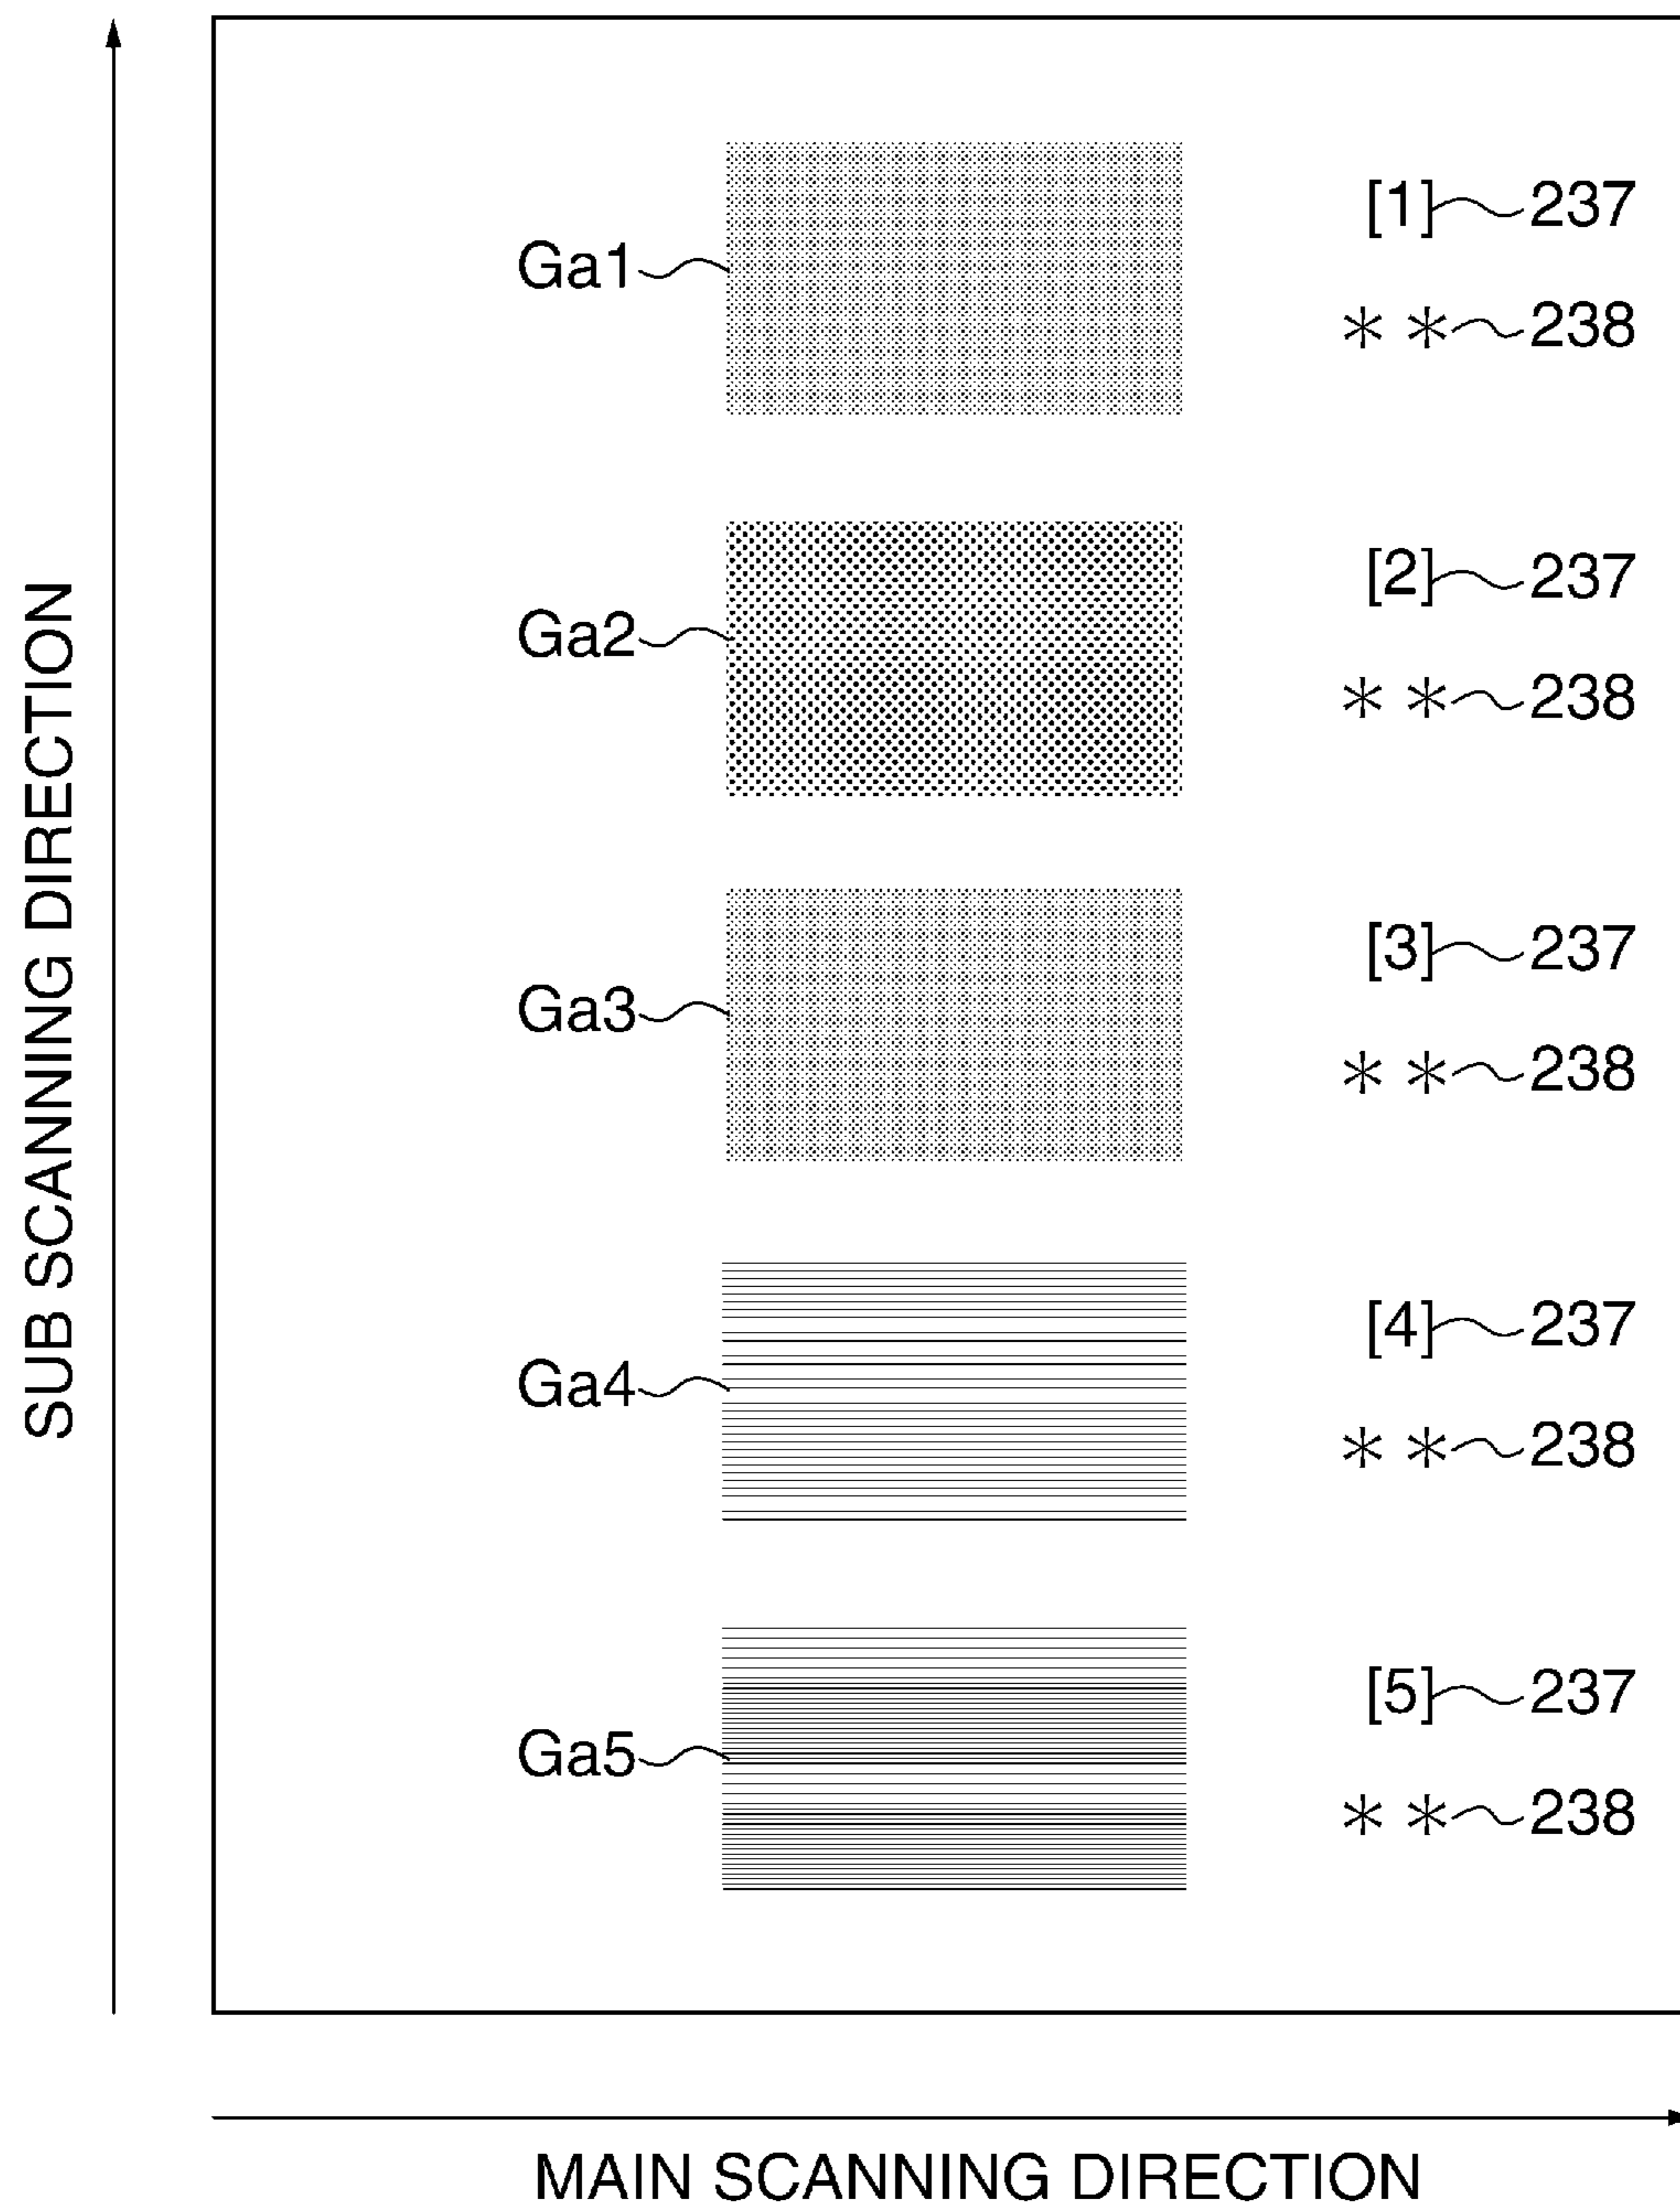 SUB SCANNING DIRECTION
[1] 237
Ga1
** 238
[2] 237
Ga2
** 238
[3] 237
Ga3
** 238
[4] 237
Ga4
** 238
[5] 237
Ga5
** 238
MAIN SCANNING DIRECTION